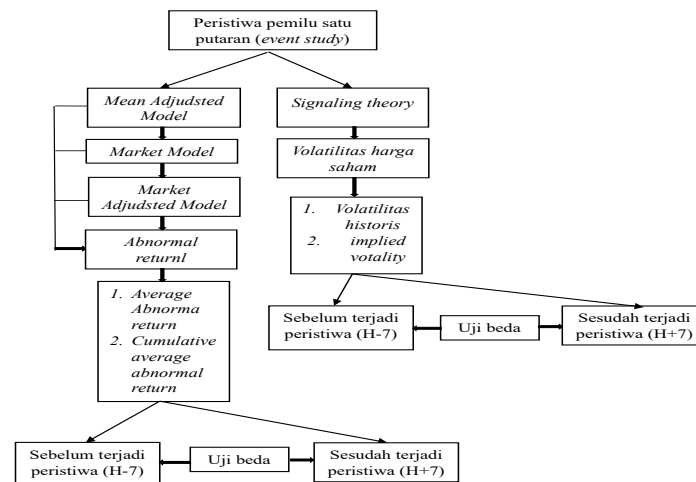 Peristiwa pemilu satu
putaran (event study)
Mean Adjudsted
Model
Signaling theory
Market Model
Volatilitas harga
saham
Market
Adjudsted Model
1. Volatilitas
historis
2. implied
votality
Abnormal
returnl
1. Average
Abnorma
return
2. Cumulative
average
abnormal
return
Sebelum terjadi
peristiwa (H-7)
Uji beda
Sesudah terjadi
peristiwa (H+7)
Sebelum terjadi
peristiwa (H-7)
Uji beda
Sesudah terjadi
peristiwa (H+7)